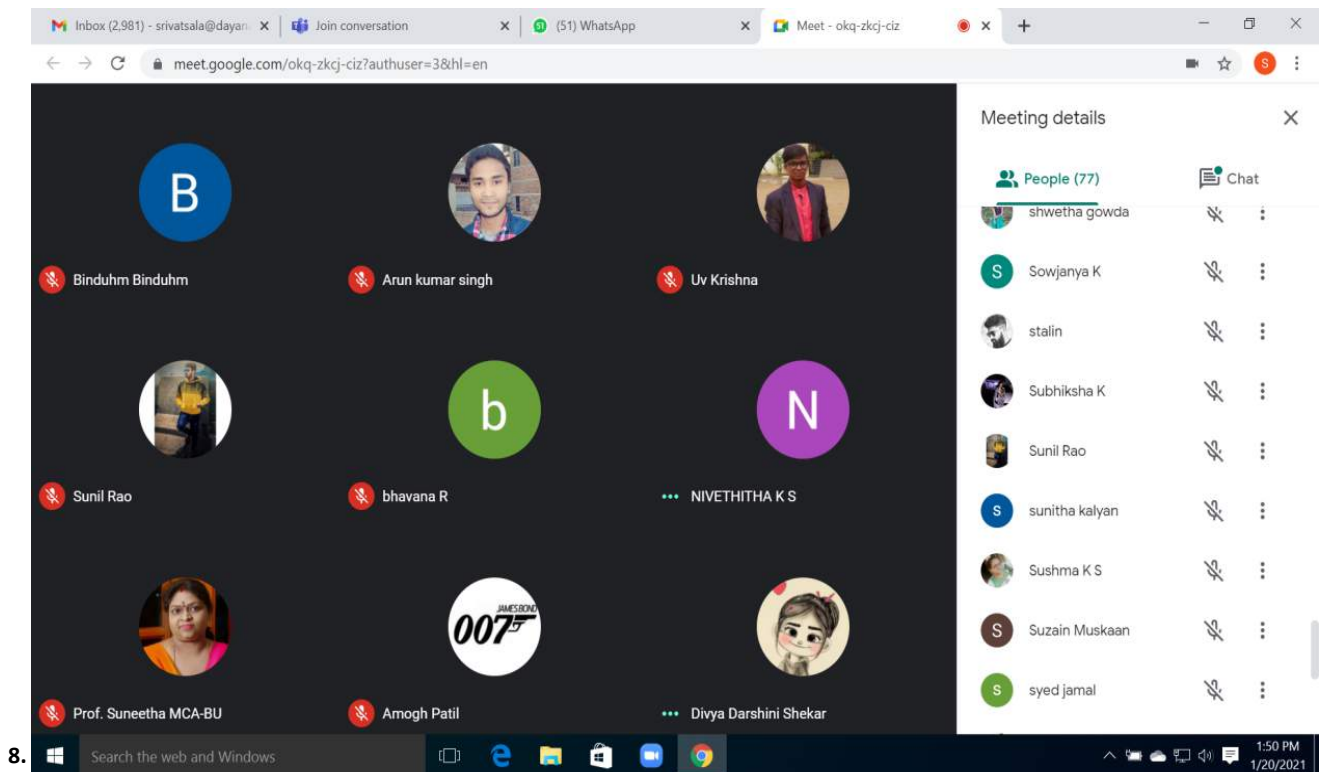 Inbox (2,981) - srivatsala@dayan
Join conversation
(51) WhatsApp
Meet - okq-zkcj-ciz
meet.google.com/okq-zkcj-ciz?authuser=3&hl=en
S
B
Binduhm Binduhm
Arun kumar singh
Uv Krishna
Sunil Rao
b
bhavana R
N
NIVETHITHA K S
Prof. Suneetha MCA-BU
JAMES BOND
007
Amogh Patil
Divya Darshini Shekar
Meeting details
People (77)
Chat
shwetha gowda
S
Sowjanya K
stalin
Subhiksha K
Sunil Rao
s
sunitha kalyan
Sushma K S
S
Suzain Muskaan
s
syed jamal
8.
Search the web and Windows
1:50 PM
1/20/2021